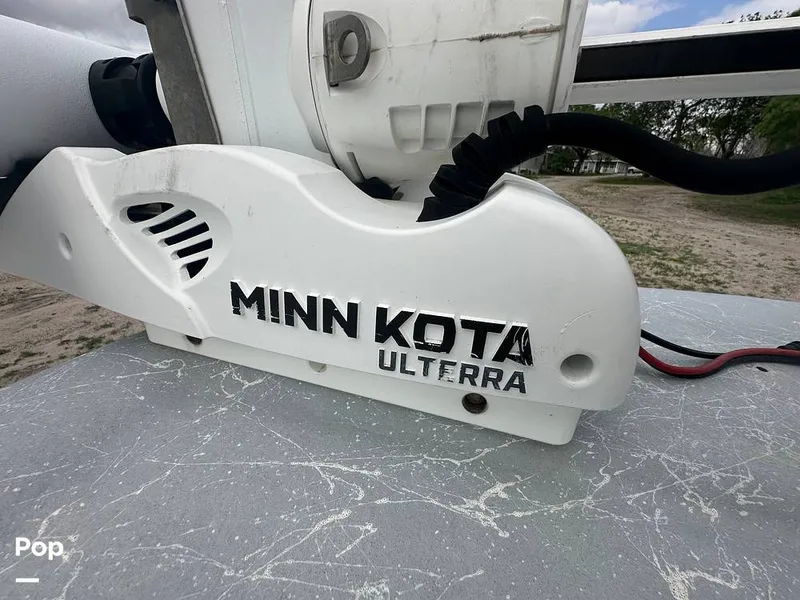 MINN KOTA
ULTERRA
Pop